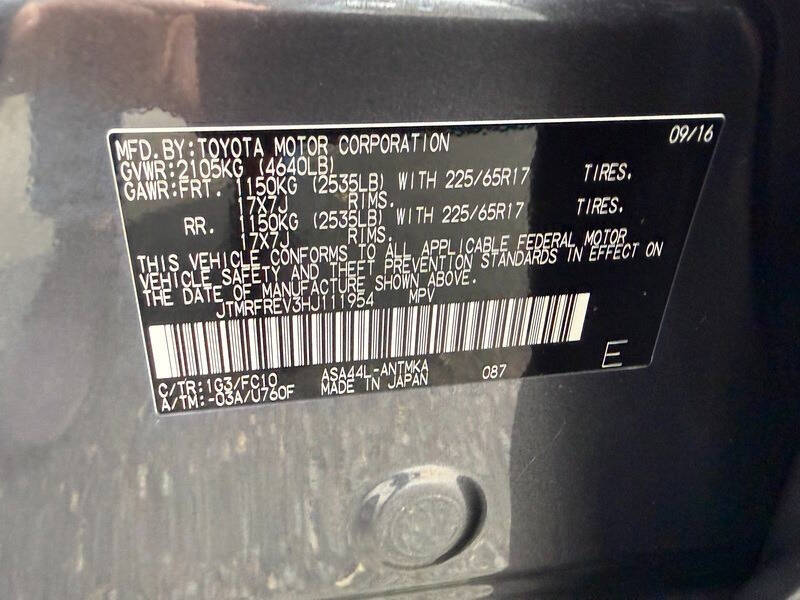 09/16
MFD.BY:TOYOTA MOTOR CORPORATION
GVWR:2105KG (4640LB)
GAWR:FRT. 1150KG (2535LB) WITH 225/65R17 TIRES.
17X7J RIMS.
RR. 1150KG (2535LB) WITH 225/65R17 TIRES.
17X7J RIMS.
THIS VEHICLE CONFORMS TO ALL APPLICABLE FEDERAL MOTOR
VEHICLE SAFETY AND THEFT PREVENTION STANDARDS IN EFFECT ON
THE DATE OF MANUFACTURE SHOWN ABOVE.
JTMRFREV3HJ111954 MPV
C/TR:1G3/FC10 ASA44L-ANTMKA 087 E
A/TM:-03A/U760F MADE IN JAPAN